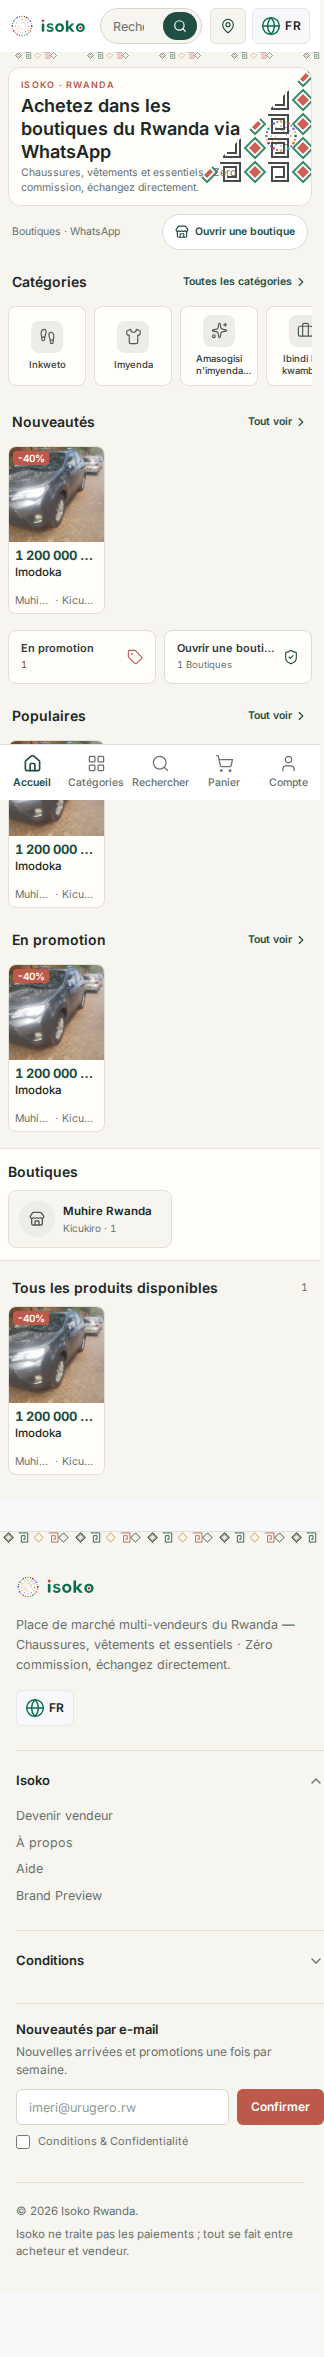 isoko
Rech
FR
ISOKO · RWANDA
Achetez dans les
boutiques du Rwanda via
WhatsApp
Chaussures, vêtements et essentiels · Zéro
commission, échangez directement.
Boutiques · WhatsApp
Ouvrir une boutique
Catégories
Toutes les catégories
Inkweto
Imyenda
Amasogisi
n'imyenda...
Ibindi
kwamb
Nouveautés
Tout voir
-40%
1 200 000 ...
Imodoka
Muhi... · Kicu...
En promotion
1
Ouvrir une bouti...
1 Boutiques
Populaires
Tout voir
Accueil
Catégories
Rechercher
Panier
Compte
1 200 000 ...
Imodoka
Muhi... · Kicu...
En promotion
Tout voir
-40%
1 200 000 ...
Imodoka
Muhi... · Kicu...
Boutiques
Muhire Rwanda
Kicukiro · 1
Tous les produits disponibles
1
-40%
1 200 000 ...
Imodoka
Muhi... · Kicu...
isoko
Place de marché multi-vendeurs du Rwanda —
Chaussures, vêtements et essentiels · Zéro
commission, échangez directement.
FR
Isoko
Devenir vendeur
À propos
Aide
Brand Preview
Conditions
Nouveautés par e-mail
Nouvelles arrivées et promotions une fois par
semaine.
imeri@urugero.rw
Confirmer
Conditions & Confidentialité
© 2026 Isoko Rwanda.
Isoko ne traite pas les paiements ; tout se fait entre
acheteur et vendeur.